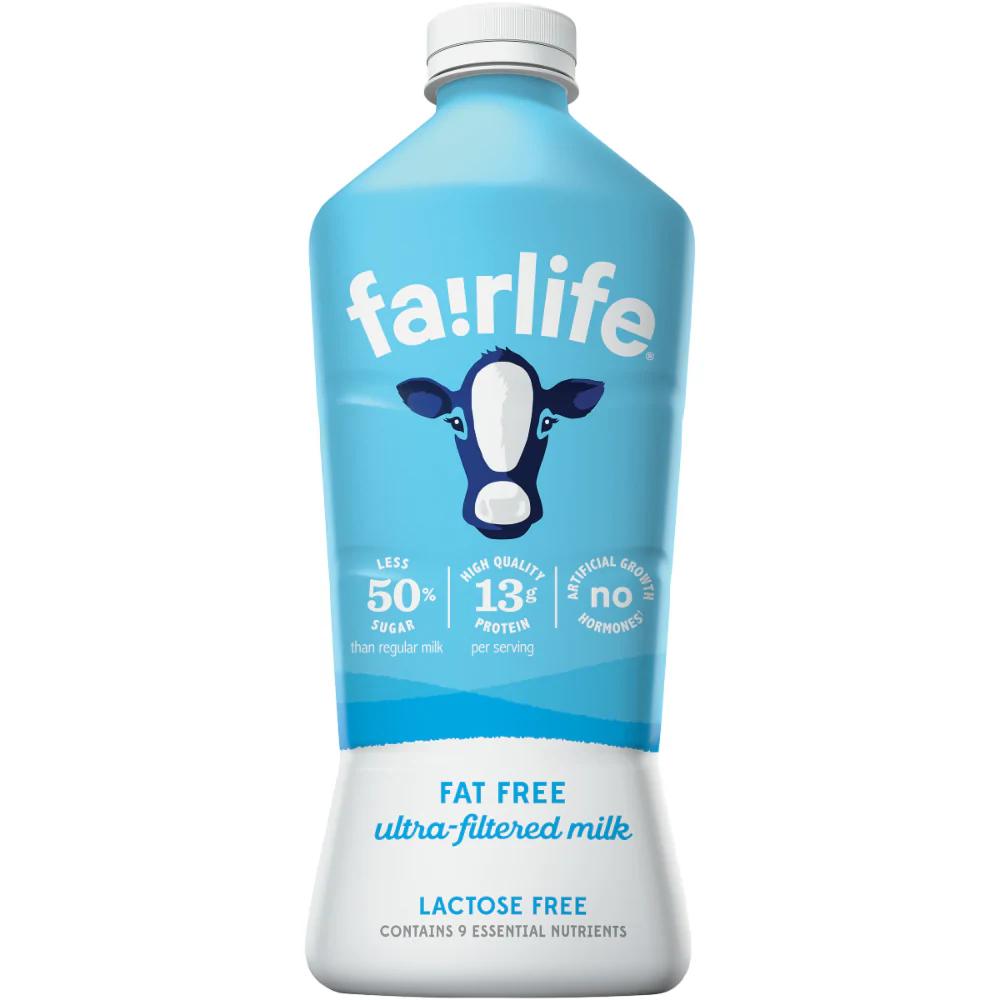 fa!rlife®
LESS
50%
SUGAR
than regular milk
HIGH QUALITY
13g
PROTEIN
per serving
ARTIFICIAL GROWTH
no
HORMONES!
FAT FREE
ultra-filtered milk
LACTOSE FREE
CONTAINS 9 ESSENTIAL NUTRIENTS